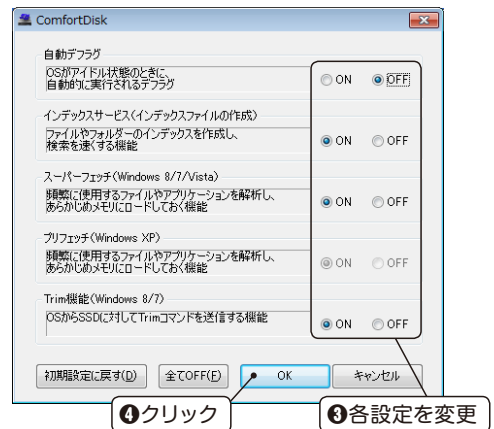 ComfortDisk
自動デフラグ
OSがアイドル状態のときに、
自動的に実行されるデフラグ
ON OFF
インデックスサービス(インデックスファイルの作成)
ファイルやフォルダーのインデックスを作成し、
検索を速くする機能
ON OFF
スーパーフェッチ(Windows 8/7/Vista)
頻繁に使用するファイルやアプリケーションを解析し、
あらかじめメモリにロードしておく機能
ON OFF
プリフェッチ(Windows XP)
頻繁に使用するファイルやアプリケーションを解析し、
あらかじめメモリにロードしておく機能
ON OFF
Trim機能(Windows 8/7)
OSからSSDに対してTrimコマンドを送信する機能
ON OFF
初期設定に戻す(D) 全てOFF(F) OK キャンセル
❹クリック ❸各設定を変更